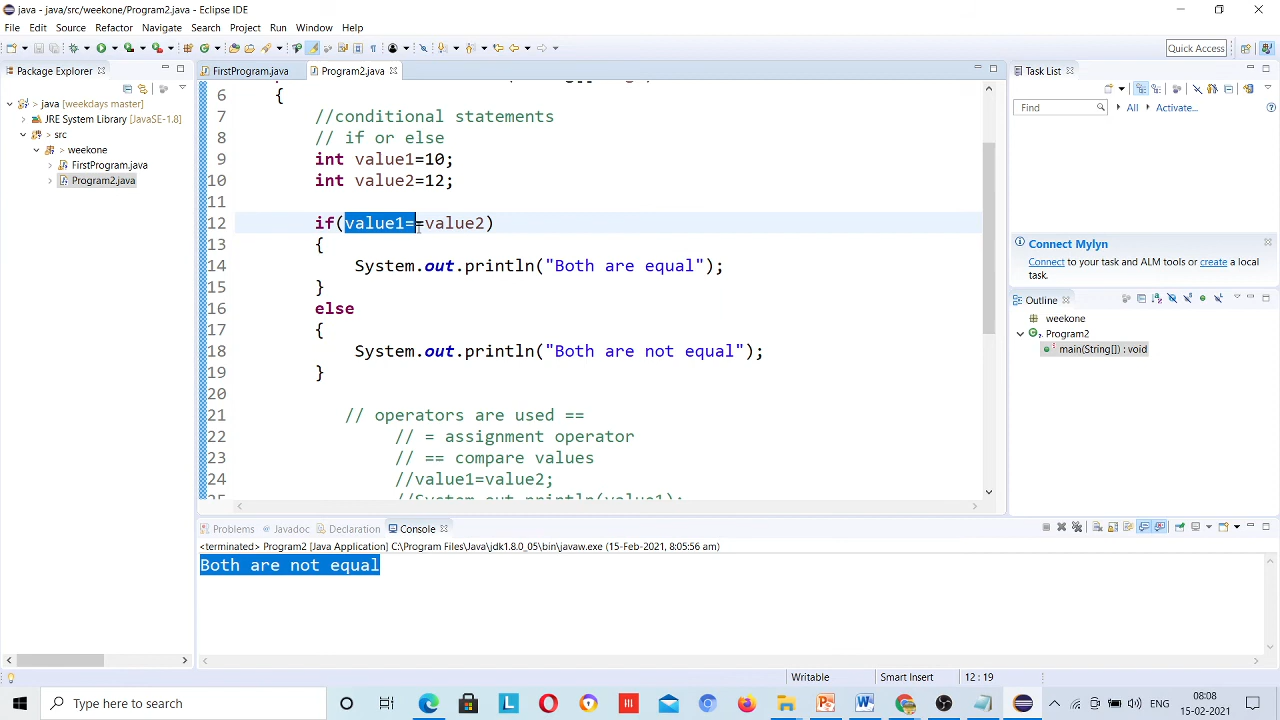 java - java/src/weekone/Program2.java - Eclipse IDE
File Edit Source Refactor Navigate Search Project Run Window Help
Quick Access
Package Explorer
FirstProgram.java
Program2.java
Task List
java [weekdays master]
JRE System Library [JavaSE-1.8]
src
weekone
FirstProgram.java
Program2.java
6 {
7 //conditional statements
8 // if or else
9 int value1=10;
10 int value2=12;
11
12 if(value1==value2)
13 {
14 System.out.println("Both are equal");
15 }
16 else
17 {
18 System.out.println("Both are not equal");
19 }
20
21 // operators are used ==
22 // = assignment operator
23 // == compare values
24 //value1=value2;
25 //System.out.println(value1);
Find
All
Activate...
Connect Mylyn
Connect to your task and ALM tools or create a local
task.
Outline
weekone
Program2
main(String[]) : void
Problems Javadoc Declaration Console
<terminated> Program2 [Java Application] C:\Program Files\Java\jdk1.8.0_05\bin\javaw.exe (15-Feb-2021, 8:05:56 am)
Both are not equal
Writable Smart Insert 12 : 19
Type here to search
ENG
08:08
15-02-2021